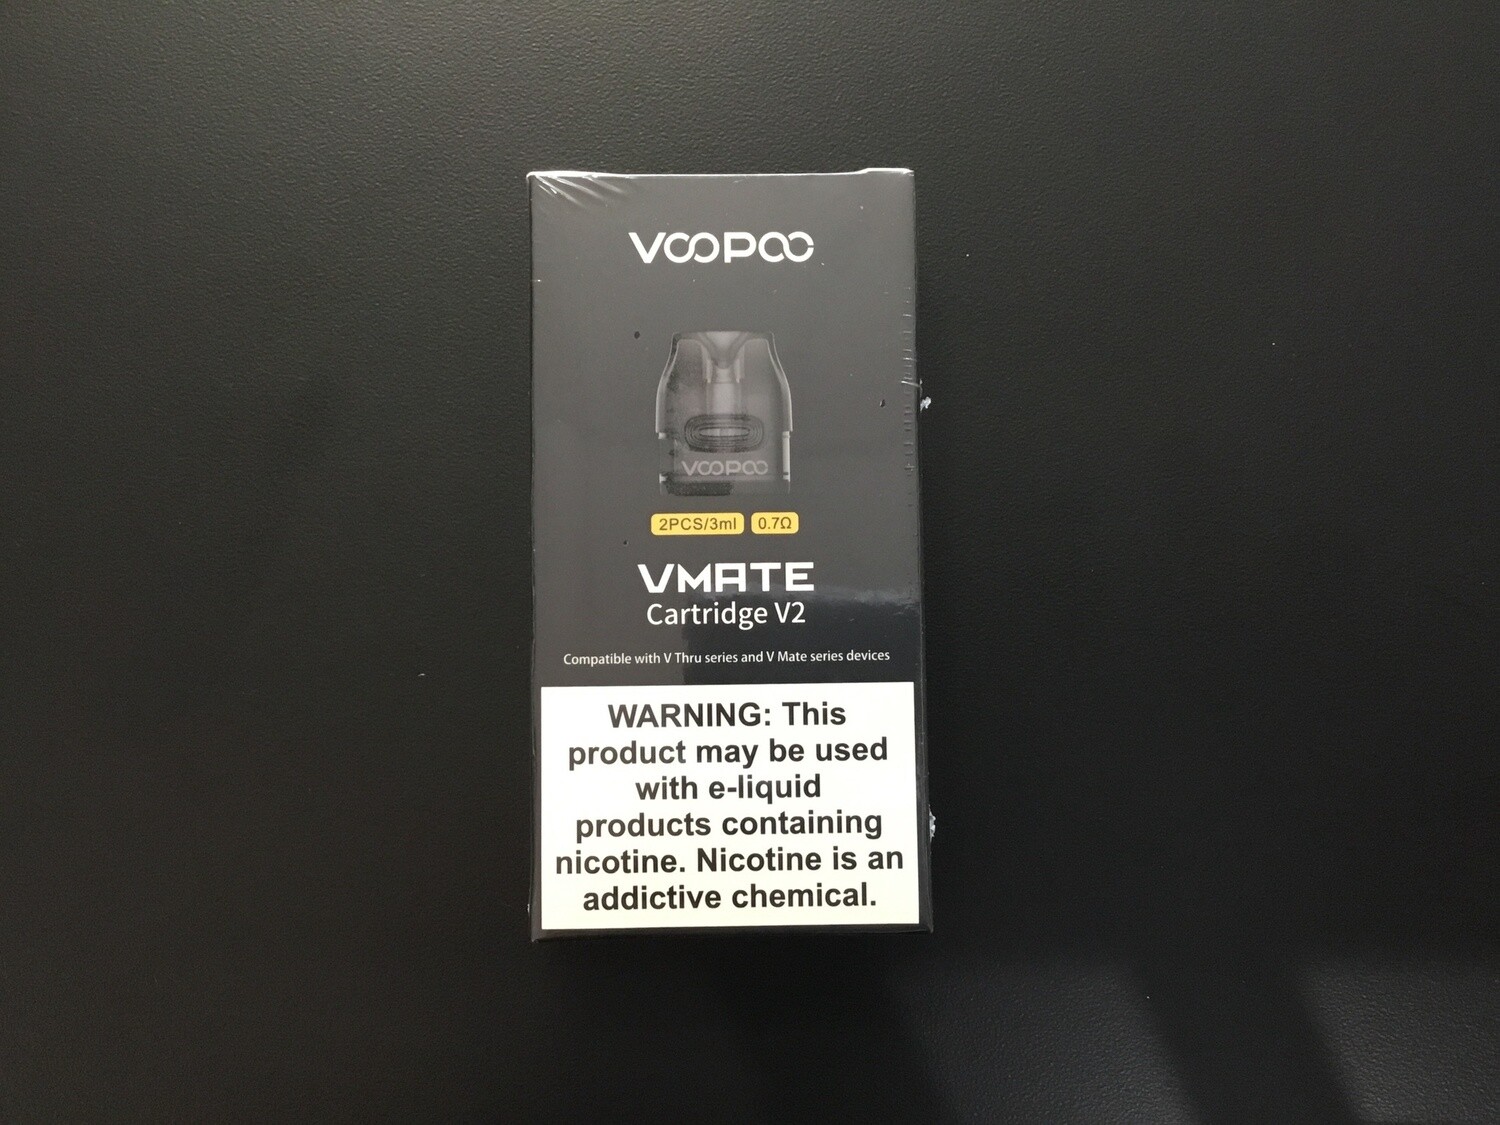 VOOPOO
VOOPOO
2PCS/3ml 0.7Ω
VMATE
Cartridge V2
Compatible with V Thru series and V Mate series devices
WARNING: This
product may be used
with e-liquid
products containing
nicotine. Nicotine is an
addictive chemical.